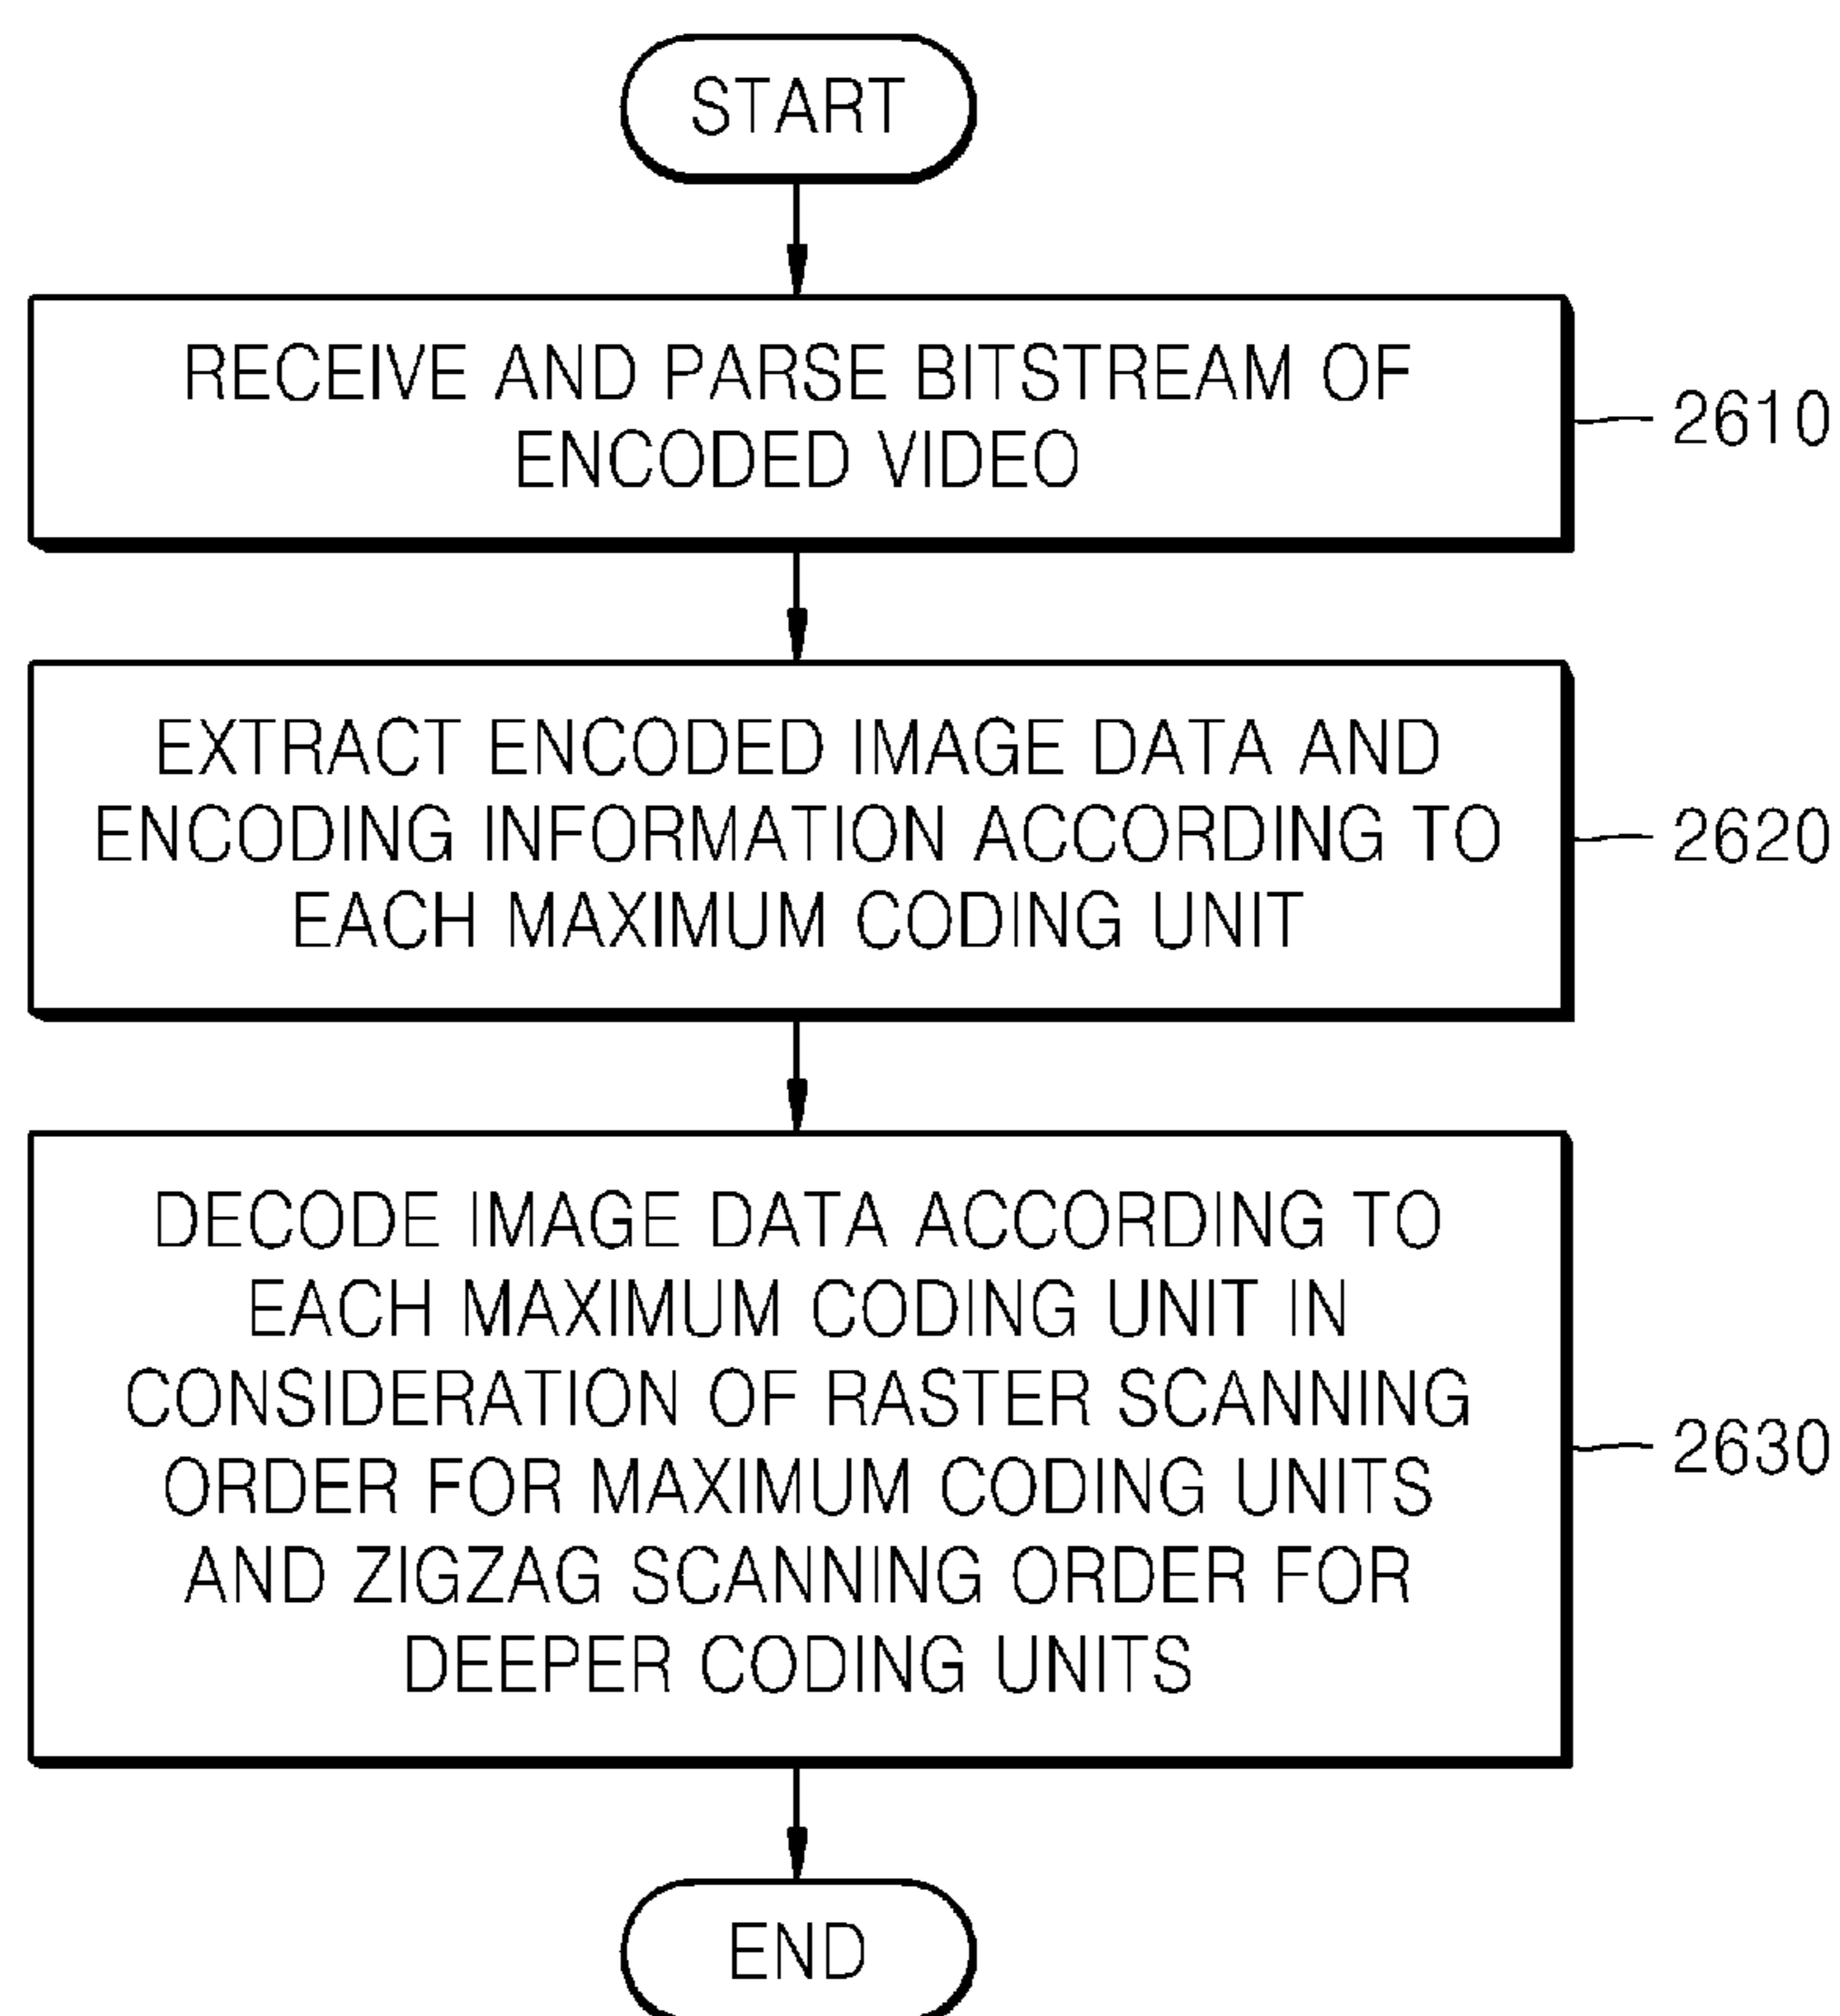 START
RECEIVE AND PARSE BITSTREAM OF
ENCODED VIDEO
2610
EXTRACT ENCODED IMAGE DATA AND
ENCODING INFORMATION ACCORDING TO
EACH MAXIMUM CODING UNIT
2620
DECODE IMAGE DATA ACCORDING TO
EACH MAXIMUM CODING UNIT IN
CONSIDERATION OF RASTER SCANNING
ORDER FOR MAXIMUM CODING UNITS
AND ZIGZAG SCANNING ORDER FOR
DEEPER CODING UNITS
2630
END